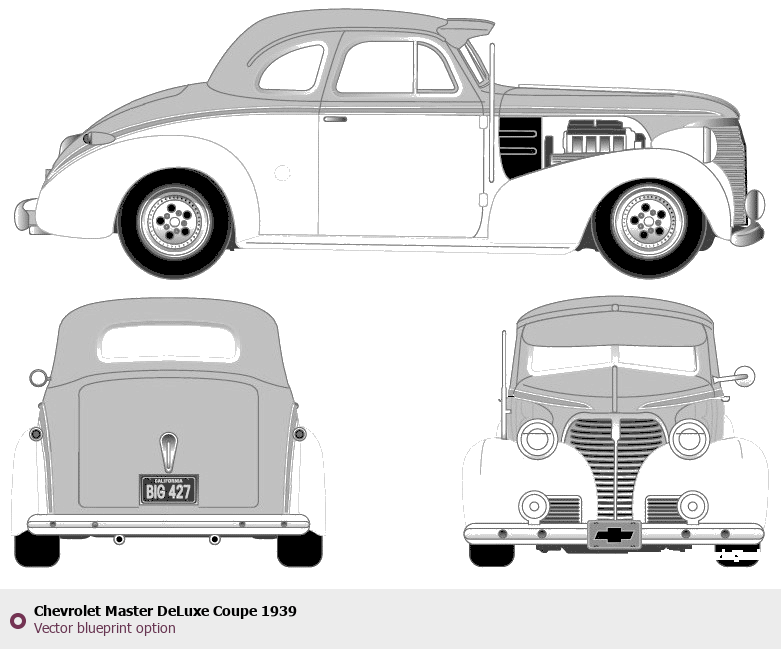 CALIFORNIA
BIG 427
Chevrolet Master DeLuxe Coupe 1939
Vector blueprint option